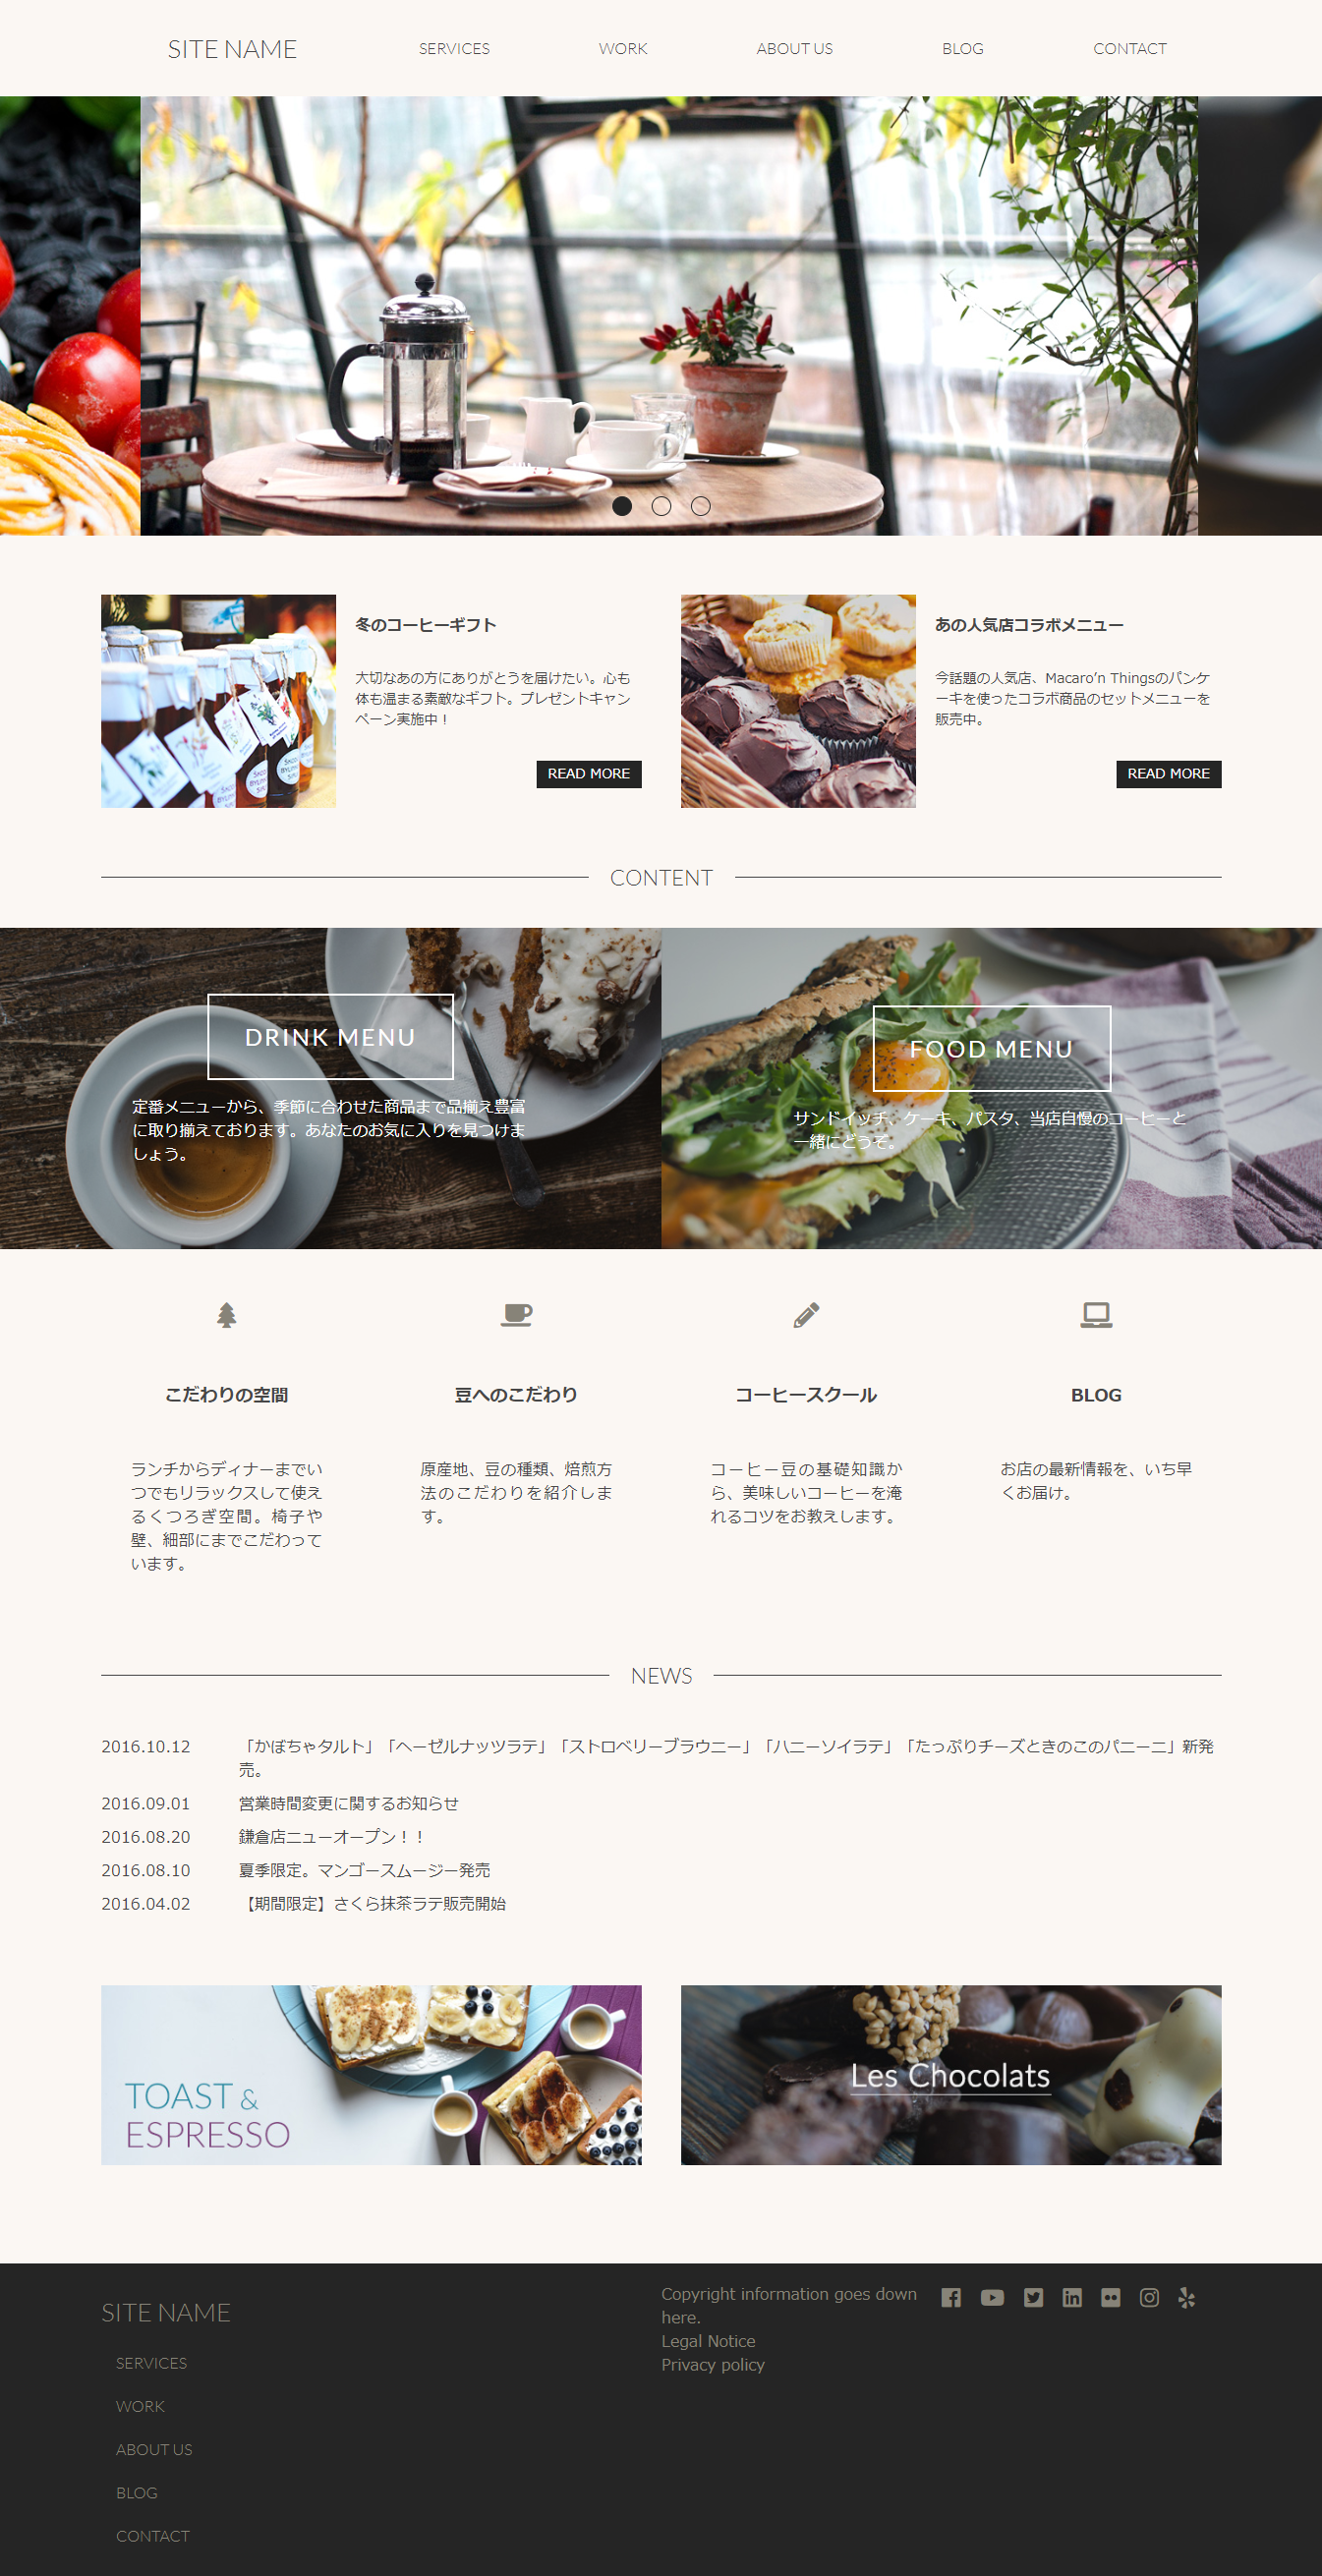 SITE NAME
SERVICES
WORK
ABOUT US
BLOG
CONTACT
冬のコーヒーギフト
大切なあの方にありがとうを届けたい。心も
体も温まる素敵なギフト。プレゼントキャン
ペーン実施中！
READ MORE
あの人気店コラボメニュー
今話題の人気店、Macaro’n Thingsのパンケ
ーキを使ったコラボ商品のセットメニューを
販売中。
READ MORE
CONTENT
DRINK MENU
定番メニューから、季節に合わせた商品まで品揃え豊富
に取り揃えております。あなたのお気に入りを見つけま
しょう。
FOOD MENU
サンドイッチ、ケーキ、パスタ、当店自慢のコーヒーと
一緒にどうぞ。
こだわりの空間
ランチからディナーまでい
つでもリラックスして使え
るくつろぎ空間。椅子や
壁、細部にまでこだわって
います。
豆へのこだわり
原産地、豆の種類、焙煎方
法のこだわりを紹介しま
す。
コーヒースクール
コーヒー豆の基礎知識か
ら、美味しいコーヒーを淹
れるコツをお教えします。
BLOG
お店の最新情報を、いち早
くお届け。
NEWS
2016.10.12 「かぼちゃタルト」「ヘーゼルナッツラテ」「ストロベリーブラウニー」「ハニーソイラテ」「たっぷりチーズときのこのパニーニ」新発
売。
2016.09.01 営業時間変更に関するお知らせ
2016.08.20 鎌倉店ニューオープン！！
2016.08.10 夏季限定。マンゴースムージー発売
2016.04.02 【期間限定】さくら抹茶ラテ販売開始
TOAST &
ESPRESSO
Les Chocolats
SITE NAME
SERVICES
WORK
ABOUT US
BLOG
CONTACT
Copyright information goes down
here.
Legal Notice
Privacy policy